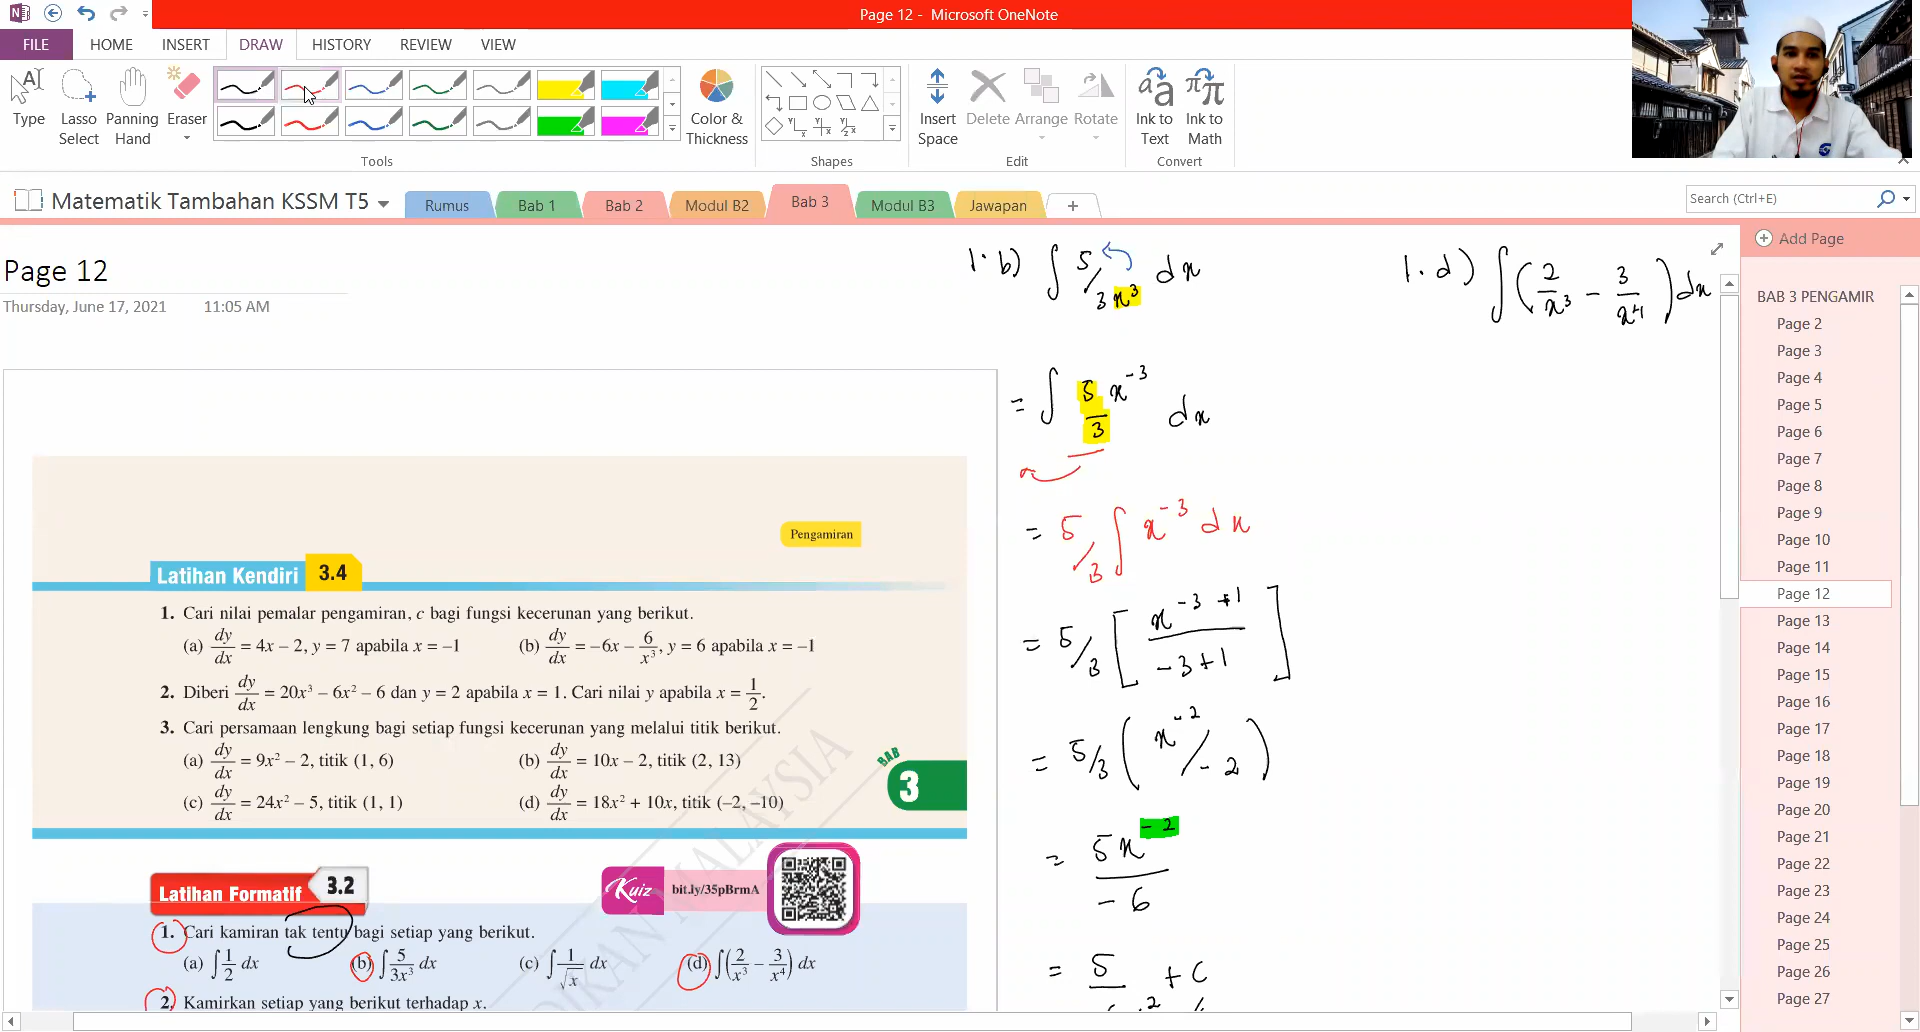 Page 12 - Microsoft OneNote
FILE HOME INSERT DRAW HISTORY REVIEW VIEW
Type Lasso Select Panning Hand Eraser Color & Thickness Insert Space Delete Arrange Rotate Ink to Text Ink to Math
Tools Shapes Edit Convert
Matematik Tambahan KSSM T5 Rumus Bab 1 Bab 2 Modul B2 Bab 3 Modul B3 Jawapan +
Search (Ctrl+E)
Page 12
Thursday, June 17, 2021 11:05 AM
Pengamiran
Latihan Kendiri 3.4
1. Cari nilai pemalar pengamiran, c bagi fungsi kecerunan yang berikut.
(a) dy/dx = 4x – 2, y = 7 apabila x = –1 (b) dy/dx = –6x – 6/x³, y = 6 apabila x = –1
2. Diberi dy/dx = 20x³ – 6x² – 6 dan y = 2 apabila x = 1. Cari nilai y apabila x = 1/2.
3. Cari persamaan lengkung bagi setiap fungsi kecerunan yang melalui titik berikut.
(a) dy/dx = 9x² – 2, titik (1, 6) (b) dy/dx = 10x – 2, titik (2, 13)
(c) dy/dx = 24x² – 5, titik (1, 1) (d) dy/dx = 18x² + 10x, titik (–2, –10)
BAB 3
Latihan Formatif 3.2
Kuiz bit.ly/35pBrmA
1. Cari kamiran tak tentu bagi setiap yang berikut.
(a) ∫ 1/2 dx (b) ∫ 5/3x³ dx (c) ∫ 1/√x dx (d) ∫ (2/x³ – 3/x⁴) dx
2. Kamirkan setiap yang berikut terhadap x.
1. b) ∫ 5/3x³ dx
= ∫ 5/3 x⁻³ dx
= 5/3 ∫ x⁻³ dx
= 5/3 [ x⁻³⁺¹ / -3+1 ]
= 5/3 ( x⁻² / -2 )
= 5x⁻² / -6
= 5 + c
1. d) ∫ (2/x³ - 3/x⁴) dx
Add Page
BAB 3 PENGAMIR
Page 2
Page 3
Page 4
Page 5
Page 6
Page 7
Page 8
Page 9
Page 10
Page 11
Page 12
Page 13
Page 14
Page 15
Page 16
Page 17
Page 18
Page 19
Page 20
Page 21
Page 22
Page 23
Page 24
Page 25
Page 26
Page 27